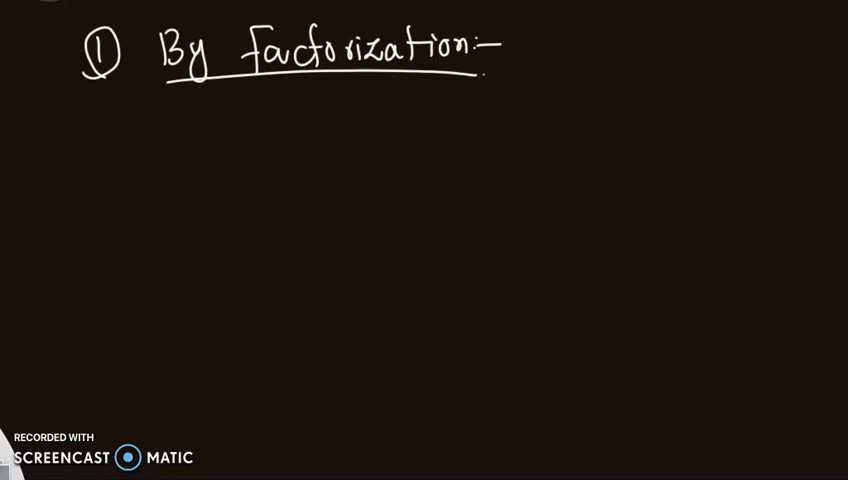 ① By Factorization:-
RECORDED WITH
SCREENCAST MATIC